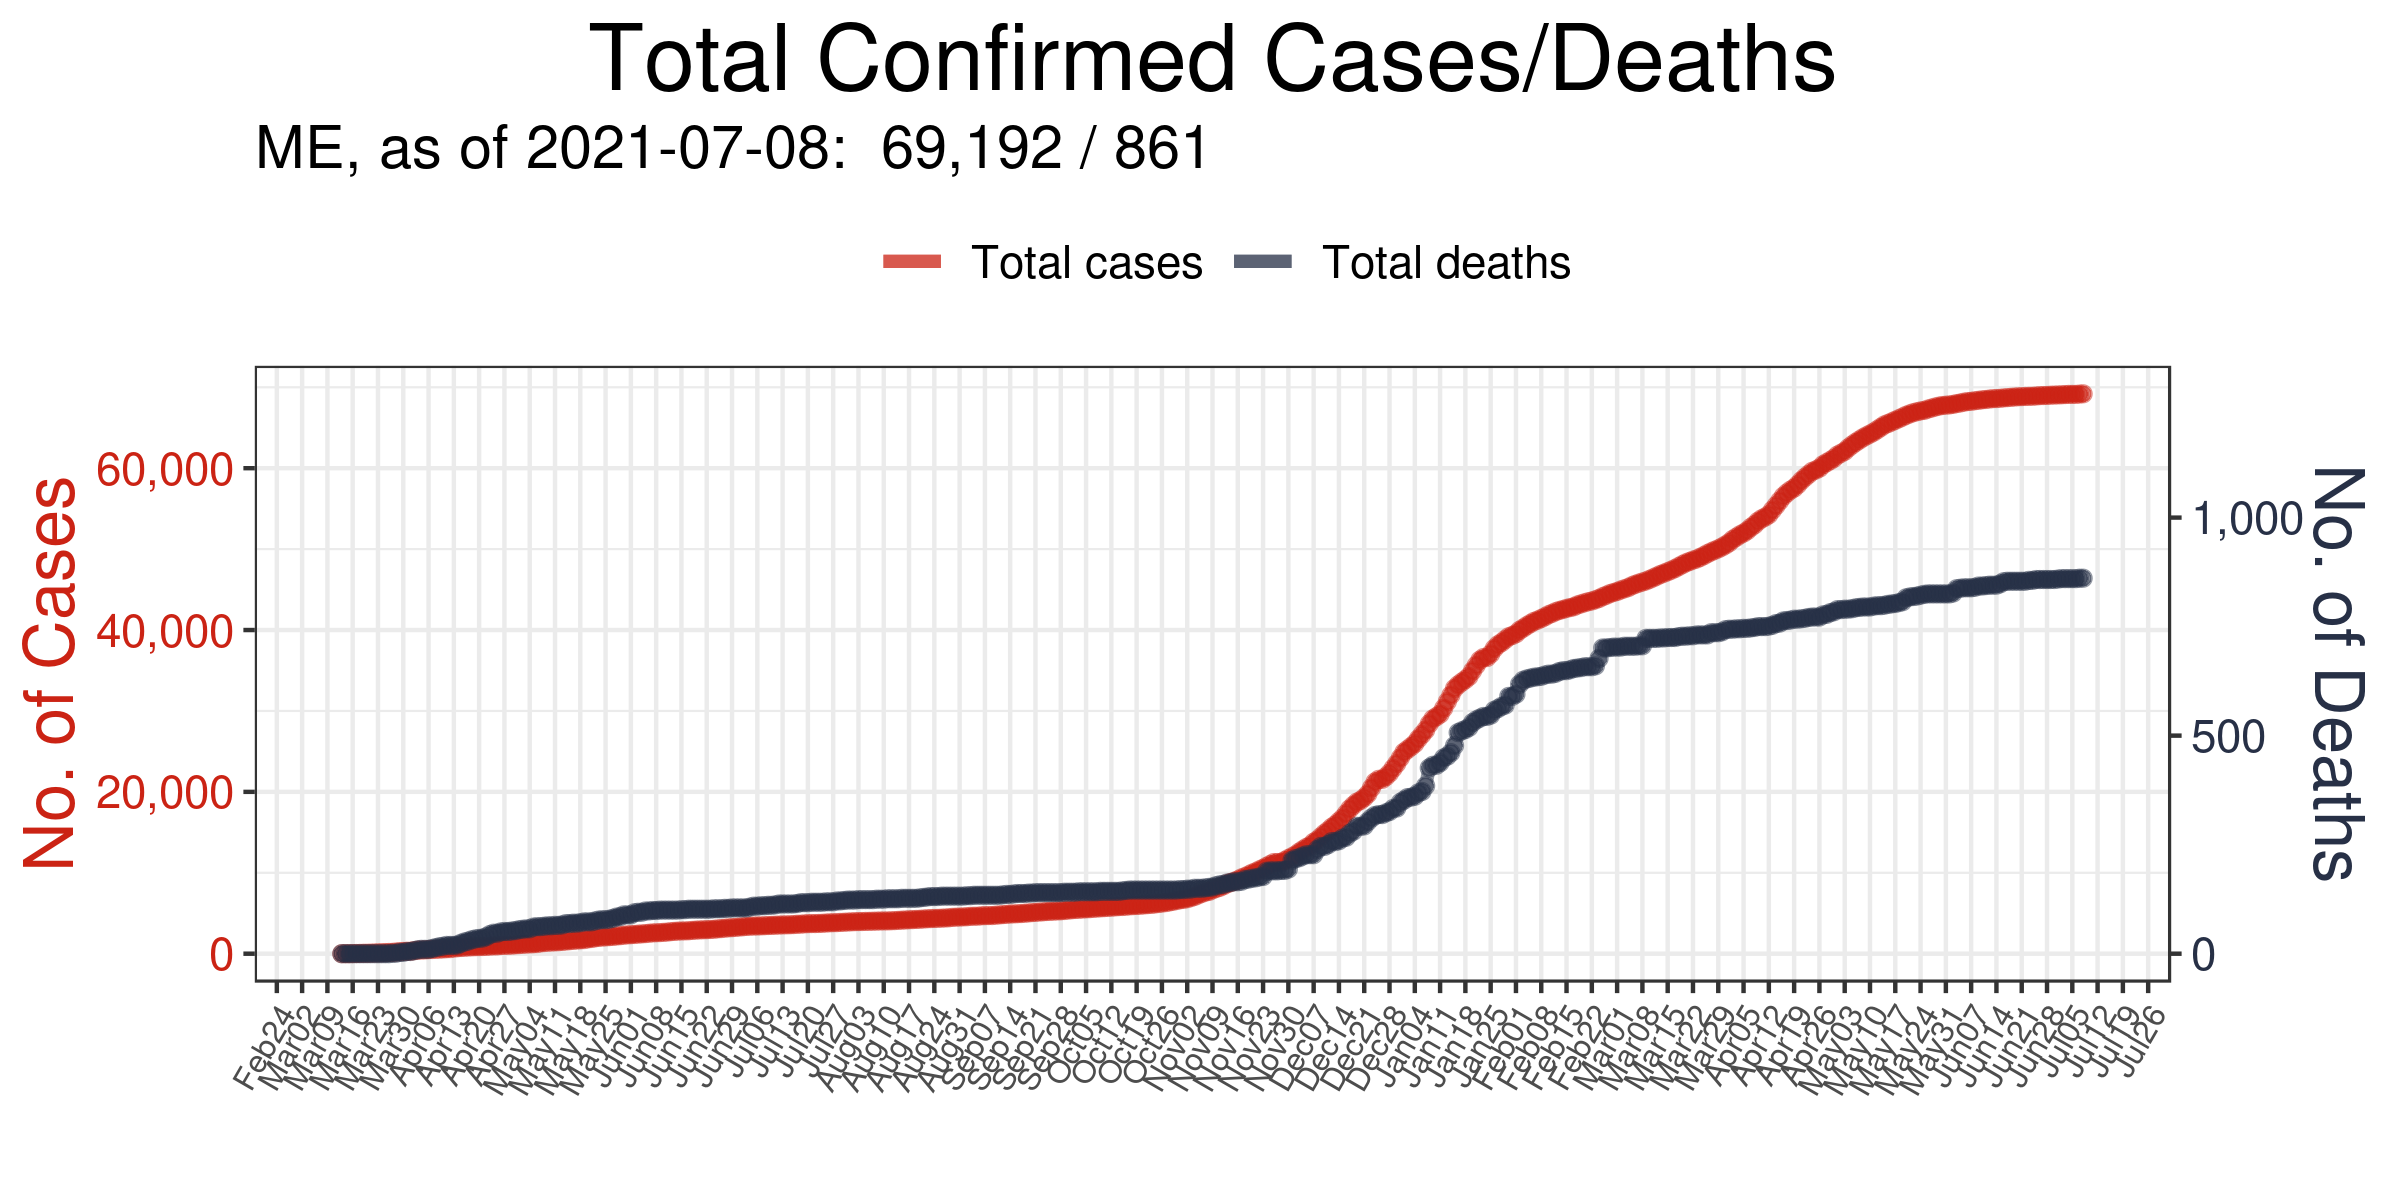 Total Confirmed Cases/Deaths
ME, as of 2021-07-08: 69,192 / 861
Total cases
Total deaths
No. of Cases
60,000
40,000
20,000
0
No. of Deaths
1,000
500
0
Feb24
Mar02
Mar09
Mar16
Mar23
Mar30
Apr06
Apr13
Apr20
Apr27
May04
May11
May18
May25
Jun01
Jun08
Jun15
Jun22
Jun29
Jul06
Jul13
Jul20
Jul27
Aug03
Aug10
Aug17
Aug24
Aug31
Sep07
Sep14
Sep21
Sep28
Oct05
Oct12
Oct19
Oct26
Nov02
Nov09
Nov16
Nov23
Nov30
Dec07
Dec14
Dec21
Dec28
Jan04
Jan11
Jan18
Jan25
Feb01
Feb08
Feb15
Feb22
Mar01
Mar08
Mar15
Mar22
Mar29
Apr05
Apr12
Apr19
Apr26
May03
May10
May17
May24
May31
Jun07
Jun14
Jun21
Jun28
Jul05
Jul12
Jul19
Jul26